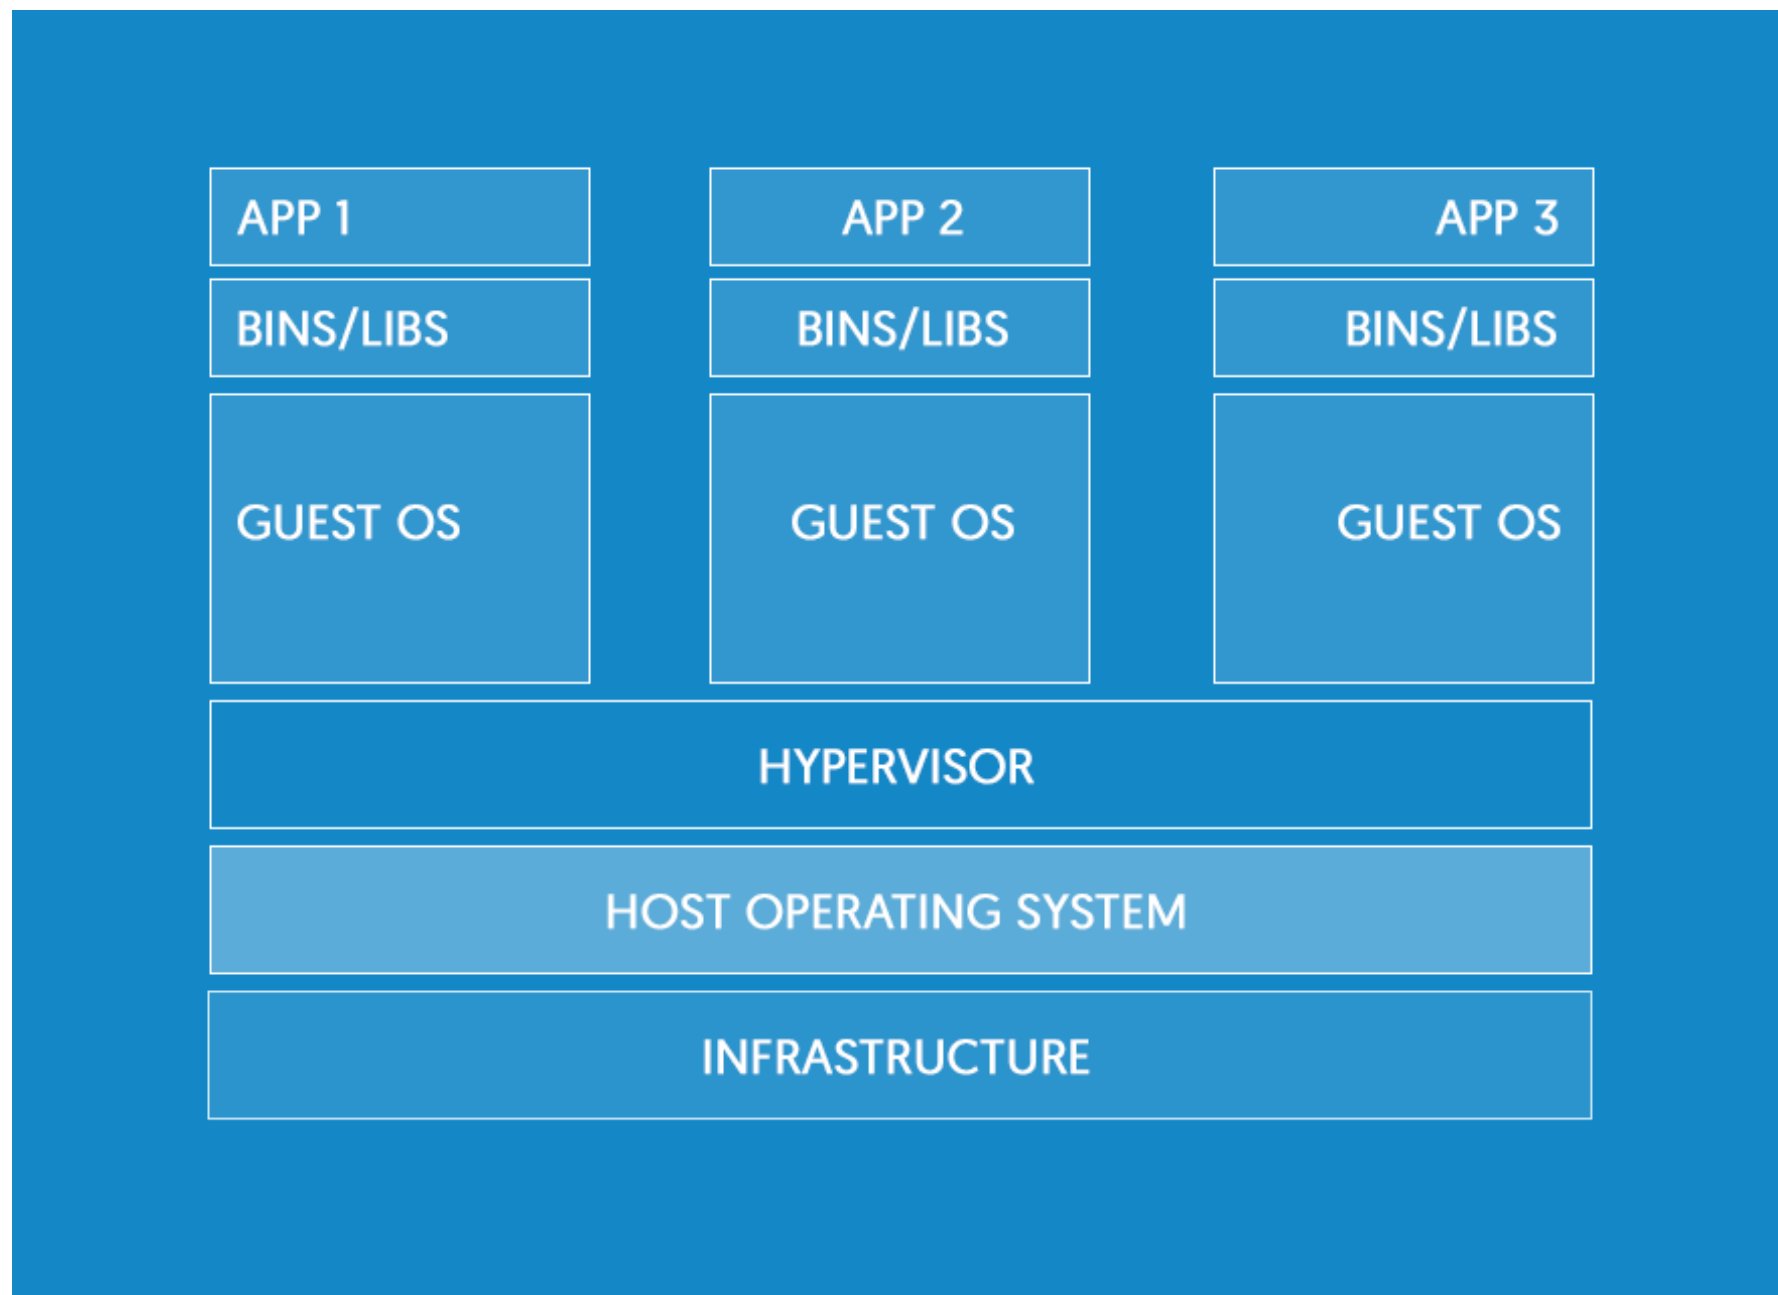 APP 1 APP 2 APP 3
BINS/LIBS BINS/LIBS BINS/LIBS
GUEST OS GUEST OS GUEST OS
HYPERVISOR
HOST OPERATING SYSTEM
INFRASTRUCTURE